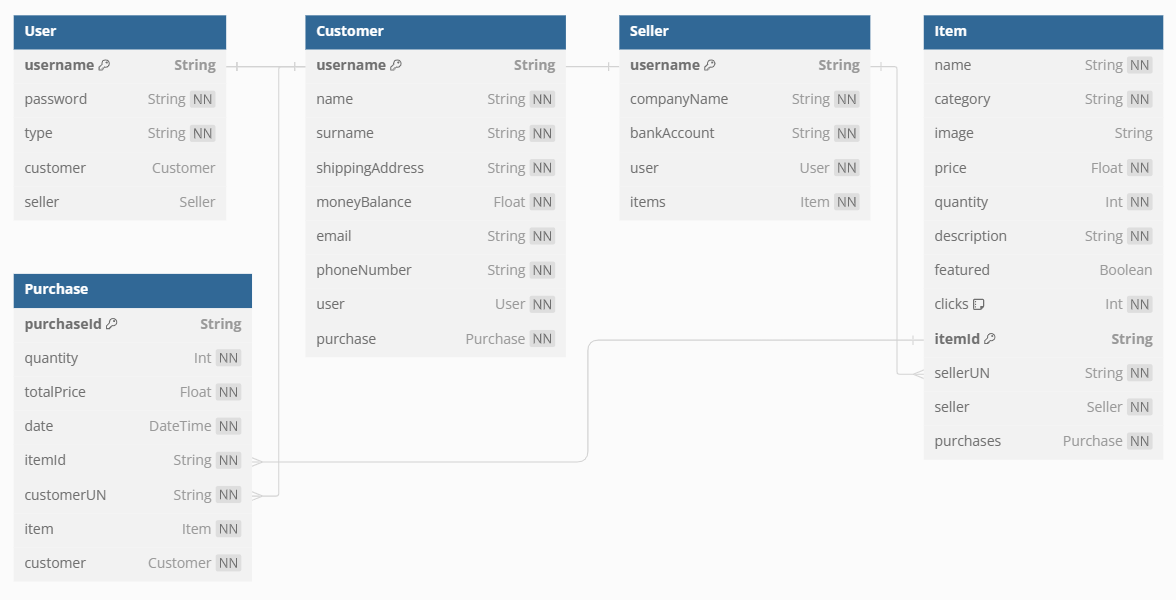 User
username String
password String NN
type String NN
customer Customer
seller Seller
Customer
username String
name String NN
surname String NN
shippingAddress String NN
moneyBalance Float NN
email String NN
phoneNumber String NN
user User NN
purchase Purchase NN
Seller
username String
companyName String NN
bankAccount String NN
user User NN
items Item NN
Item
name String NN
category String NN
image String
price Float NN
quantity Int NN
description String NN
featured Boolean
clicks Int NN
itemId String
sellerUN String NN
seller Seller NN
purchases Purchase NN
Purchase
purchaseId String
quantity Int NN
totalPrice Float NN
date DateTime NN
itemId String NN
customerUN String NN
item Item NN
customer Customer NN